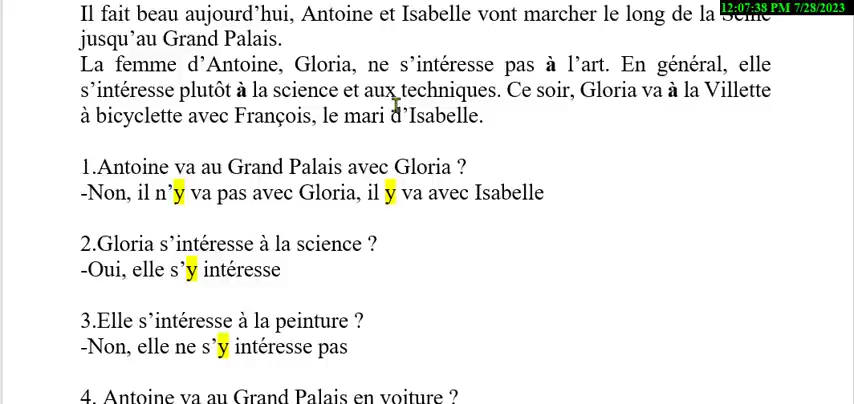 12:07:38 PM 7/28/2023
Il fait beau aujourd’hui, Antoine et Isabelle vont marcher le long de la Seine
jusqu’au Grand Palais.
La femme d’Antoine, Gloria, ne s’intéresse pas à l’art. En général, elle
s’intéresse plutôt à la science et aux techniques. Ce soir, Gloria va à la Villette
à bicyclette avec François, le mari d’Isabelle.
1.Antoine va au Grand Palais avec Gloria ?
-Non, il n’y va pas avec Gloria, il y va avec Isabelle
2.Gloria s’intéresse à la science ?
-Oui, elle s’y intéresse
3.Elle s’intéresse à la peinture ?
-Non, elle ne s’y intéresse pas
4. Antoine va au Grand Palais en voiture ?